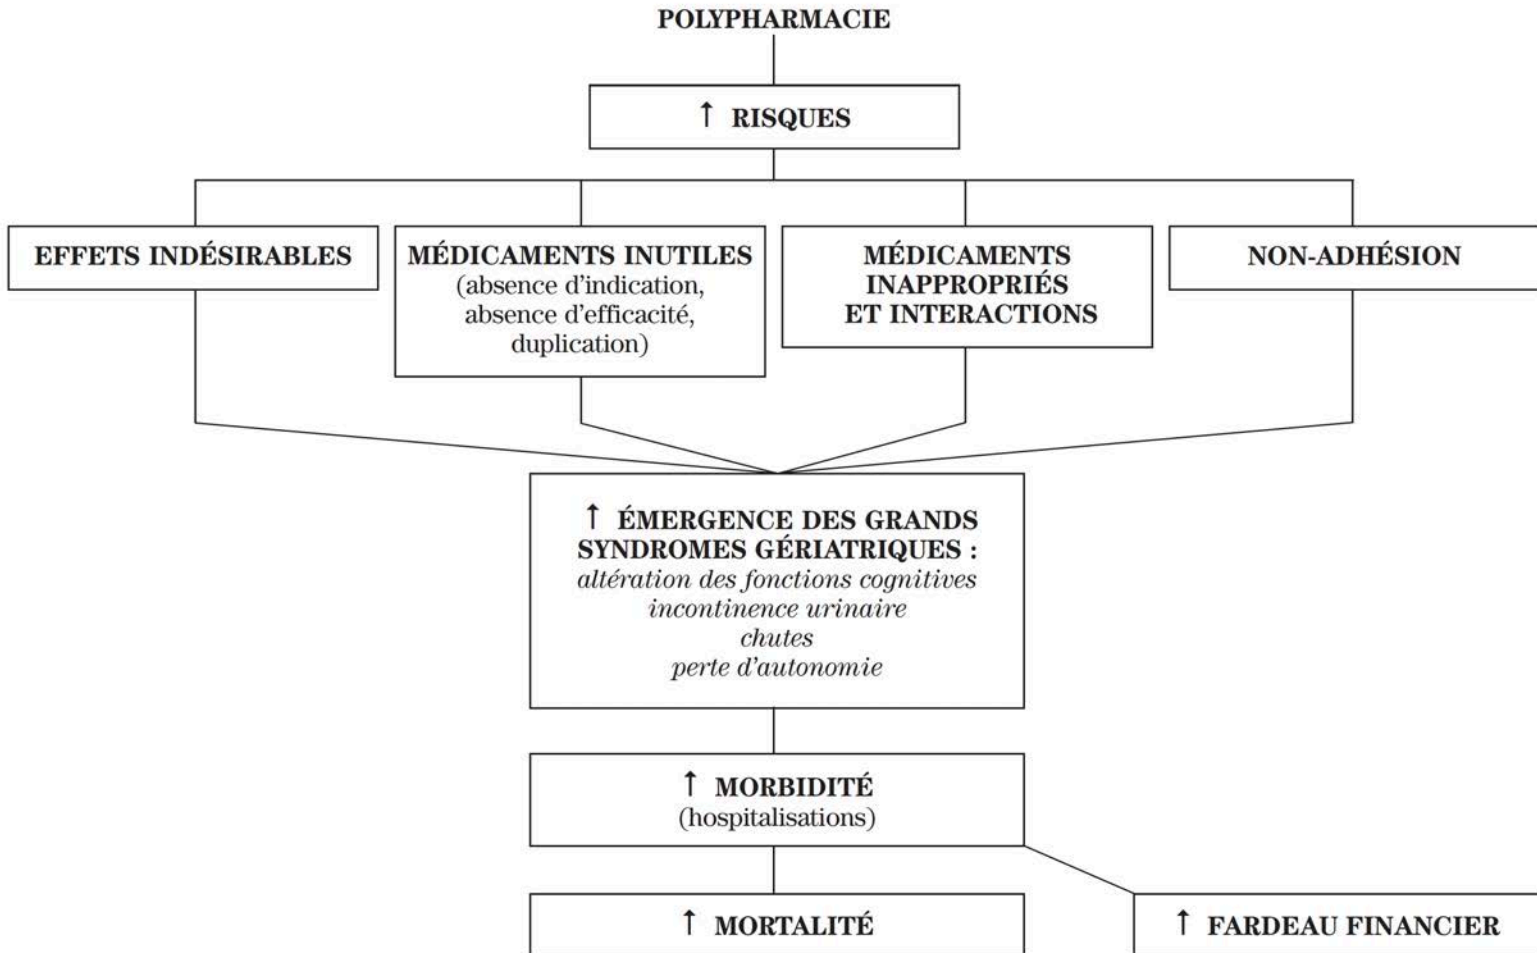 POLYPHARMACIE
↑ RISQUES
EFFETS INDÉSIRABLES
MÉDICAMENTS INUTILES
(absence d'indication,
absence d'efficacité,
duplication)
MÉDICAMENTS
INAPPROPRIÉS
ET INTERACTIONS
NON-ADHÉSION
↑ ÉMERGENCE DES GRANDS
SYNDROMES GÉRIATRIQUES :
altération des fonctions cognitives
incontinence urinaire
chutes
perte d'autonomie
↑ MORBIDITÉ
(hospitalisations)
↑ MORTALITÉ
↑ FARDEAU FINANCIER